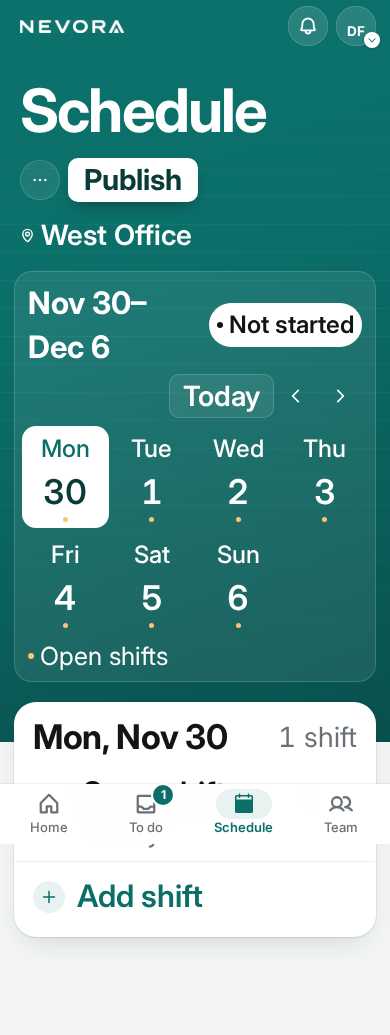 NEVORA
DF
Schedule
Publish
West Office
Nov 30–
Dec 6
• Not started
Today
Mon Tue Wed Thu
30 1 2 3
Fri Sat Sun
4 5 6
Open shifts
Mon, Nov 30 1 shift
1
Home To do Schedule Team
Add shift